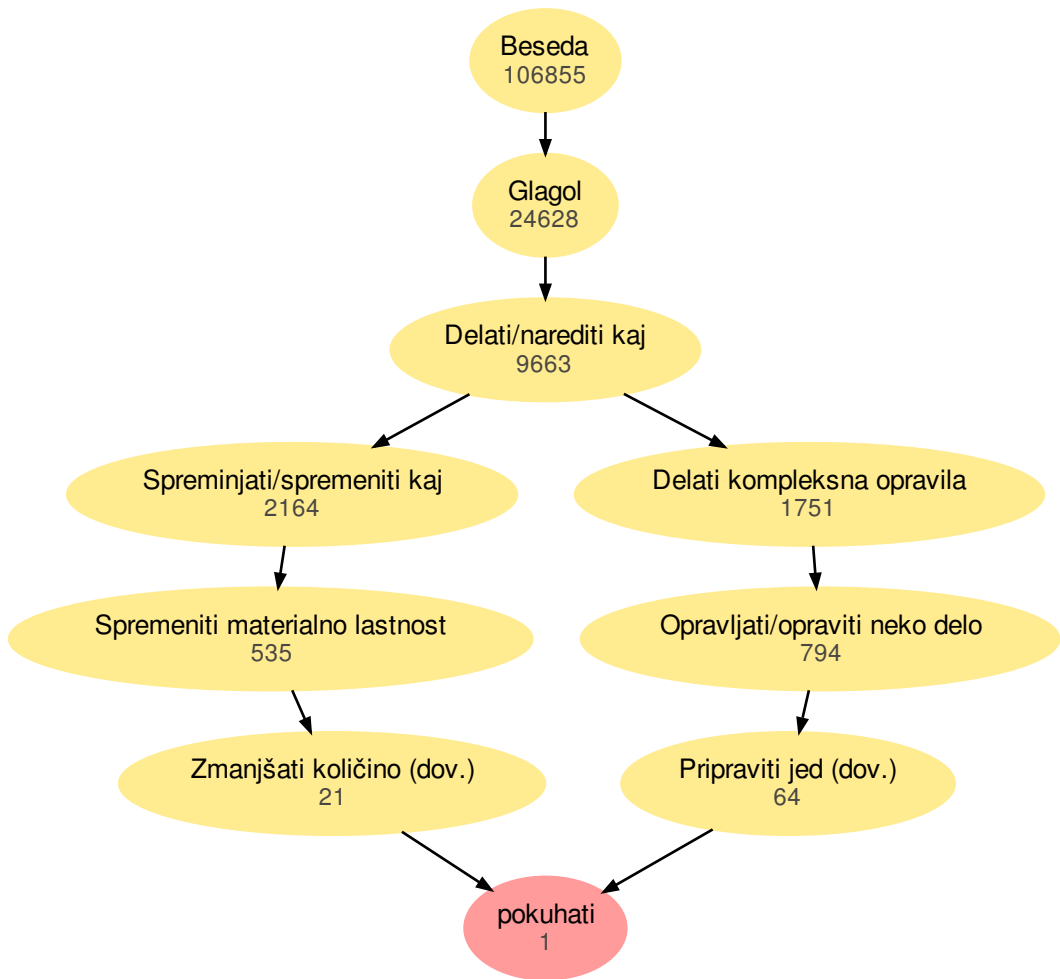 Beseda
106855
Glagol
24628
Delati/narediti kaj
9663
Spreminjati/spremeniti kaj
2164
Delati kompleksna opravila
1751
Spremeniti materialno lastnost
535
Opravljati/opraviti neko delo
794
Zmanjšati količino (dov.)
21
Pripraviti jed (dov.)
64
pokuhati
1